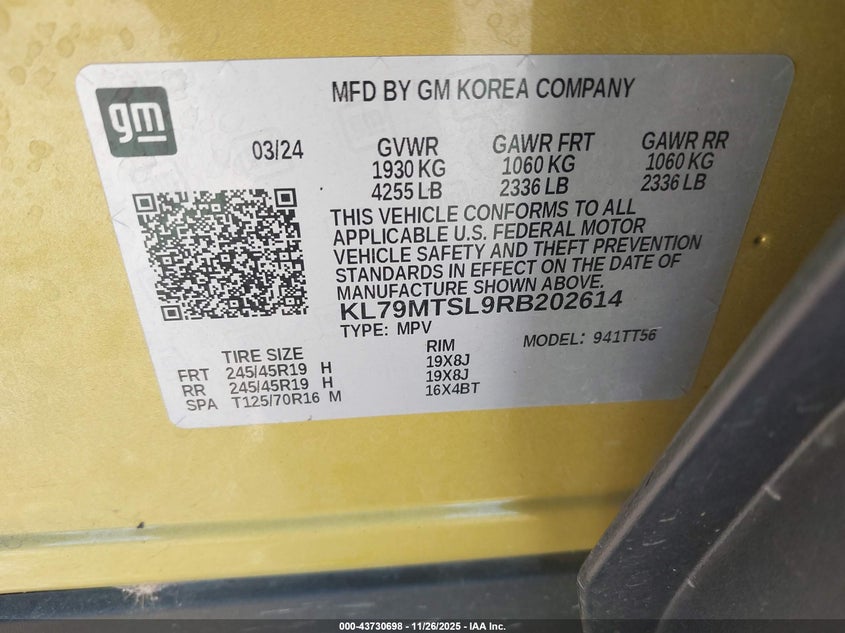 MFD BY GM KOREA COMPANY
gm
03/24
GVWR GAWR FRT GAWR RR
1930 KG 1060 KG 1060 KG
4255 LB 2336 LB 2336 LB
THIS VEHICLE CONFORMS TO ALL
APPLICABLE U.S. FEDERAL MOTOR
VEHICLE SAFETY AND THEFT PREVENTION
STANDARDS IN EFFECT ON THE DATE OF
MANUFACTURE SHOWN ABOVE.
KL79MTSL9RB202614
TYPE: MPV MODEL: 941TT56
TIRE SIZE RIM
FRT 245/45R19 H 19X8J
RR 245/45R19 H 19X8J
SPA T125/70R16 M 16X4BT
000-43730698 - 11/26/2025 - IAA Inc.